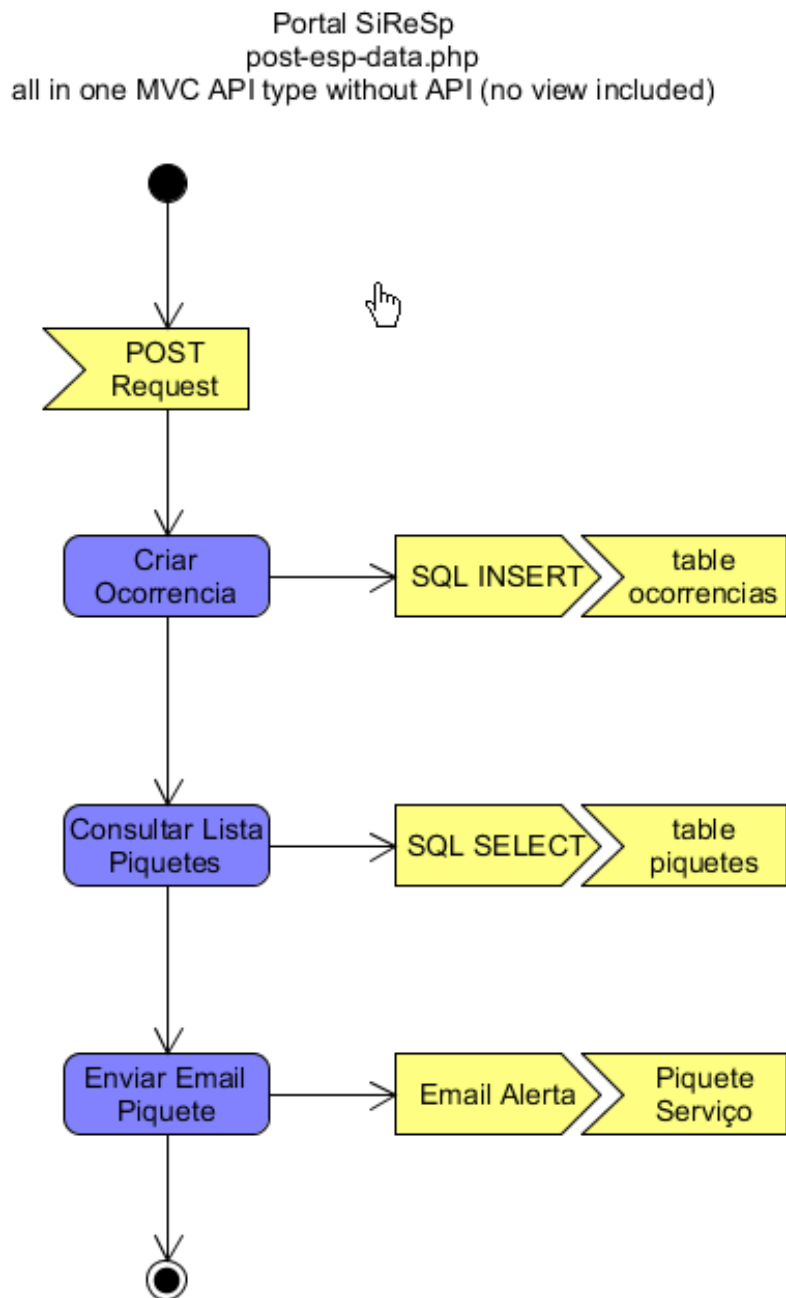 Portal SiReSp
post-esp-data.php
all in one MVC API type without API (no view included)
POST
Request
Criar
Ocorrencia
SQL INSERT
table
ocorrencias
Consultar Lista
Piquetes
SQL SELECT
table
piquetes
Enviar Email
Piquete
Email Alerta
Piquete
Serviço